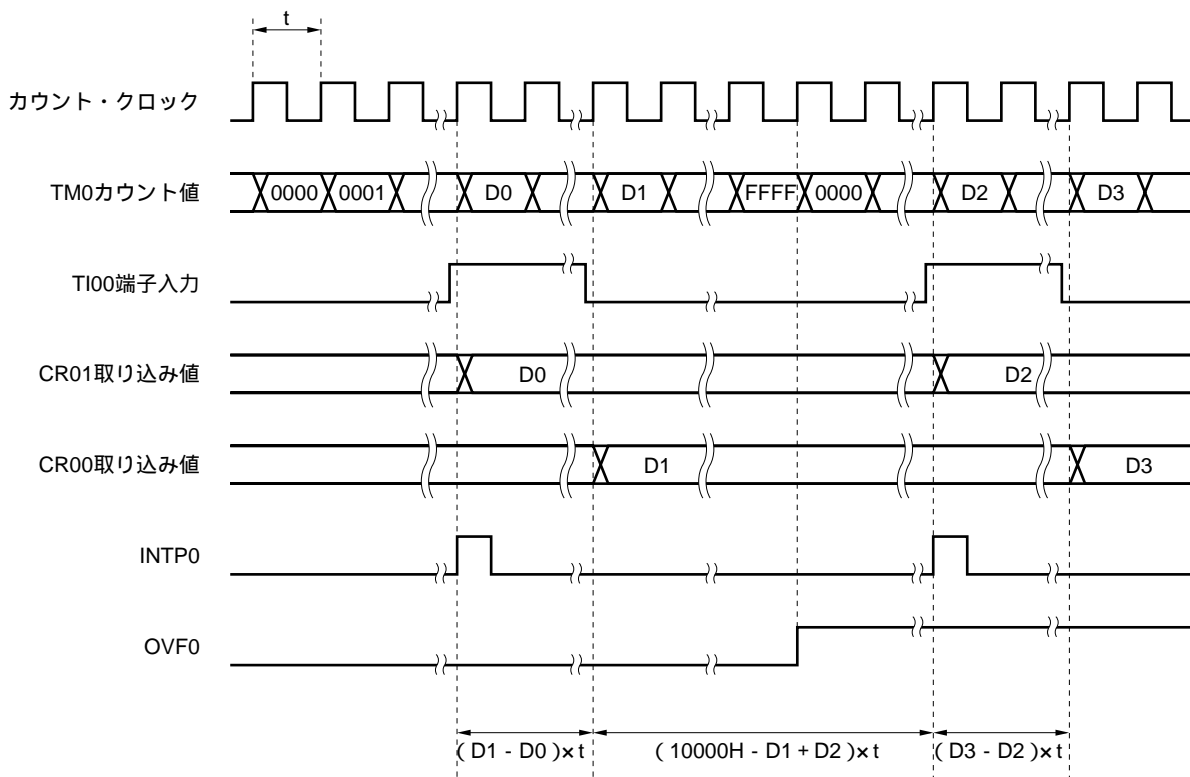 t
カウント・クロック
TM0カウント値
0000 0001 D0 D1 FFFF 0000 D2 D3
TI00端子入力
CR01取り込み値
D0 D2
CR00取り込み値
D1 D3
INTP0
OVF0
( D1 - D0 )×t ( 10000H - D1 + D2 )×t ( D3 - D2 )×t